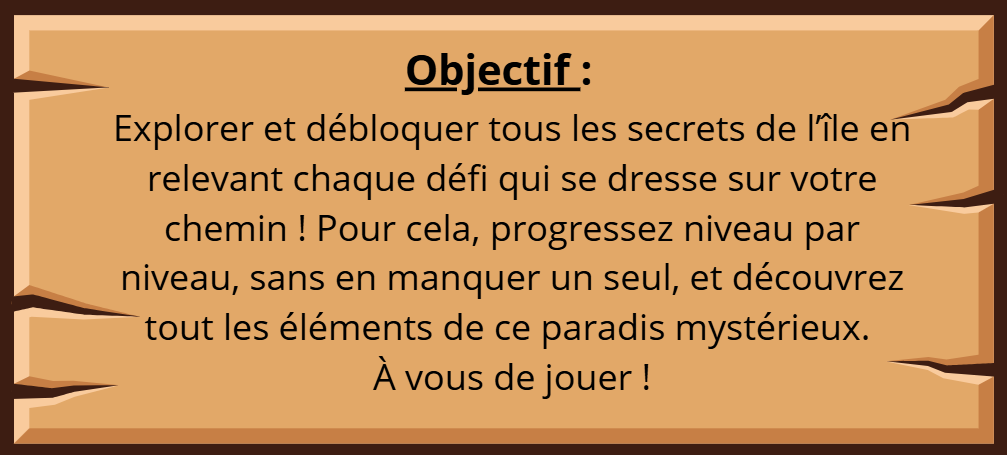 Objectif :
Explorer et débloquer tous les secrets de l’île en
relevant chaque défi qui se dresse sur votre
chemin ! Pour cela, progressez niveau par
niveau, sans en manquer un seul, et découvrez
tout les éléments de ce paradis mystérieux.
À vous de jouer !